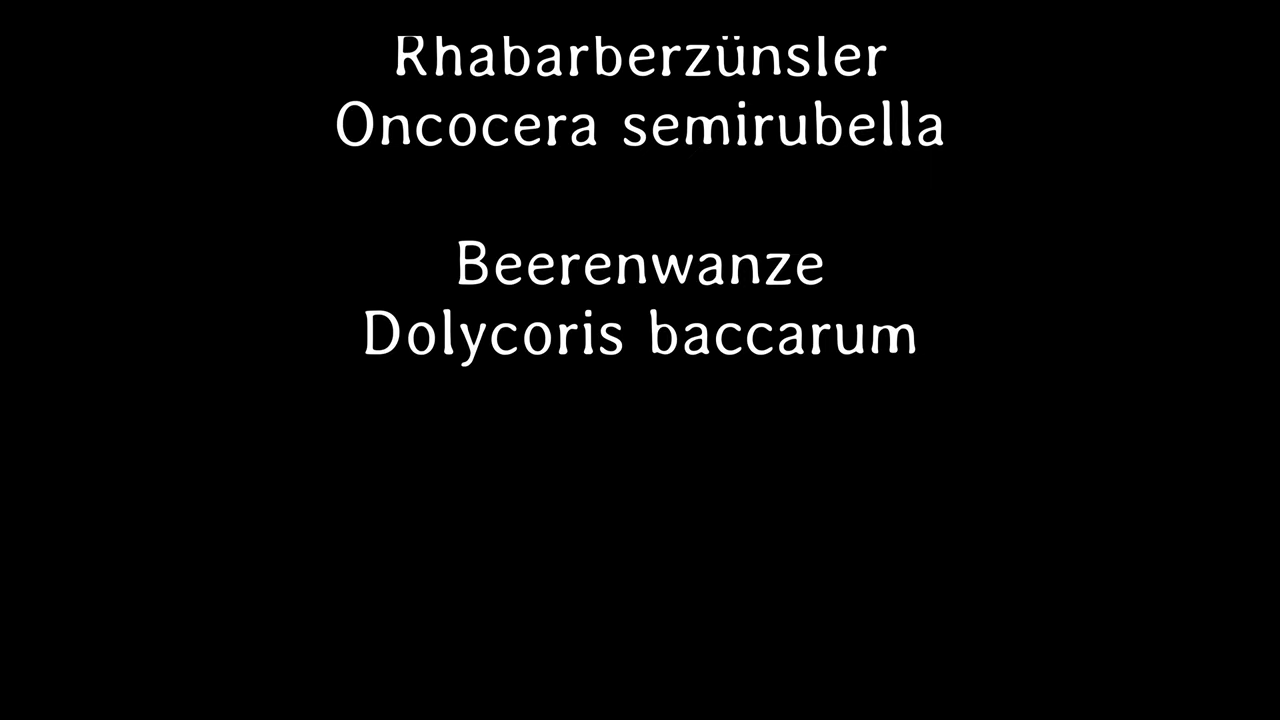 Rhabarberzünsler
Oncocera semirubella
Beerenwanze
Dolycoris baccarum